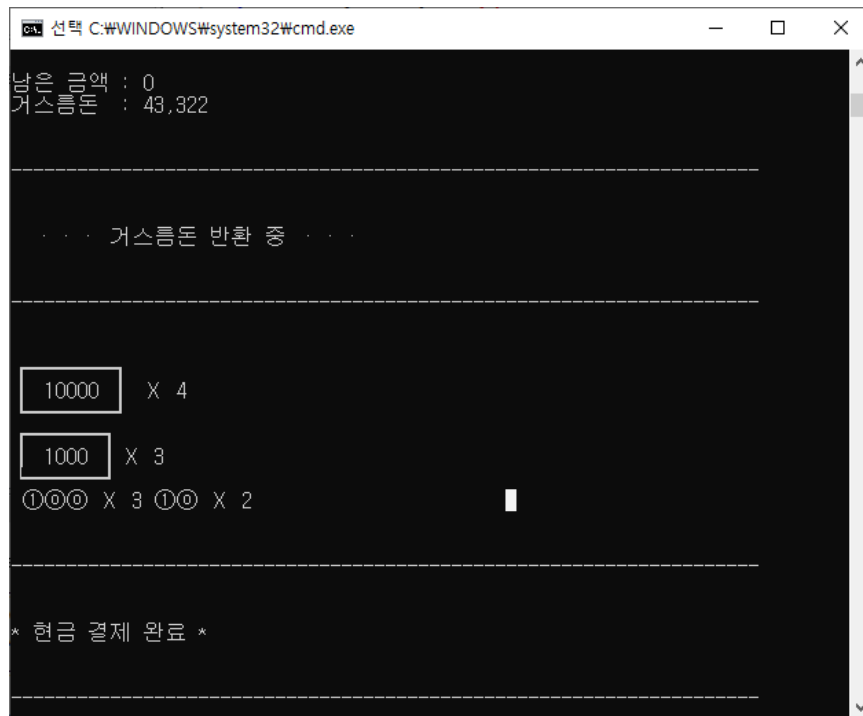 선택 C:₩WINDOWS₩system32₩cmd.exe
남은 금액 : 0
거스름돈 : 43,322
· · · 거스름돈 반환 중 · · ·
10000 X 4
1000 X 3
①⓪⓪ X 3 ①⓪ X 2
* 현금 결제 완료 *